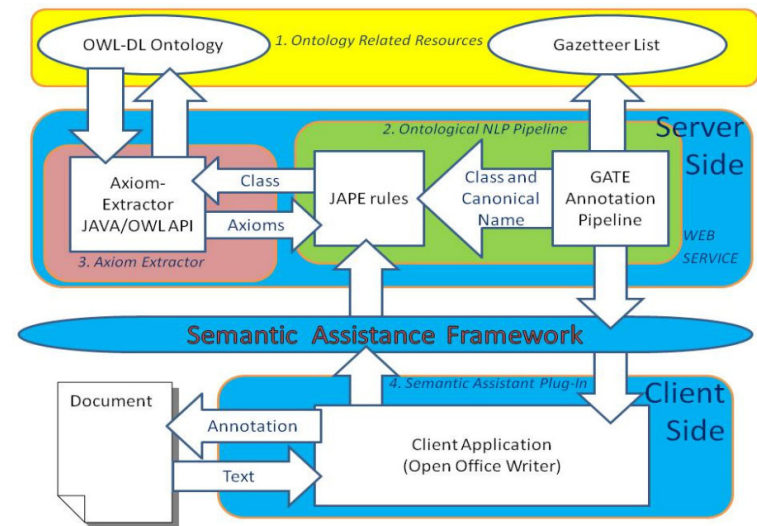 OWL-DL Ontology
1. Ontology Related Resources
Gazetteer List
2. Ontological NLP Pipeline
Server
Side
Axiom-
Extractor
JAVA/OWL API
Class
Axioms
JAPE rules
Class and
Canonical
Name
GATE
Annotation
Pipeline
3. Axiom Extractor
WEB
SERVICE
Semantic Assistance Framework
4. Semantic Assistant Plug-In
Client
Side
Document
Annotation
Text
Client Application
(Open Office Writer)